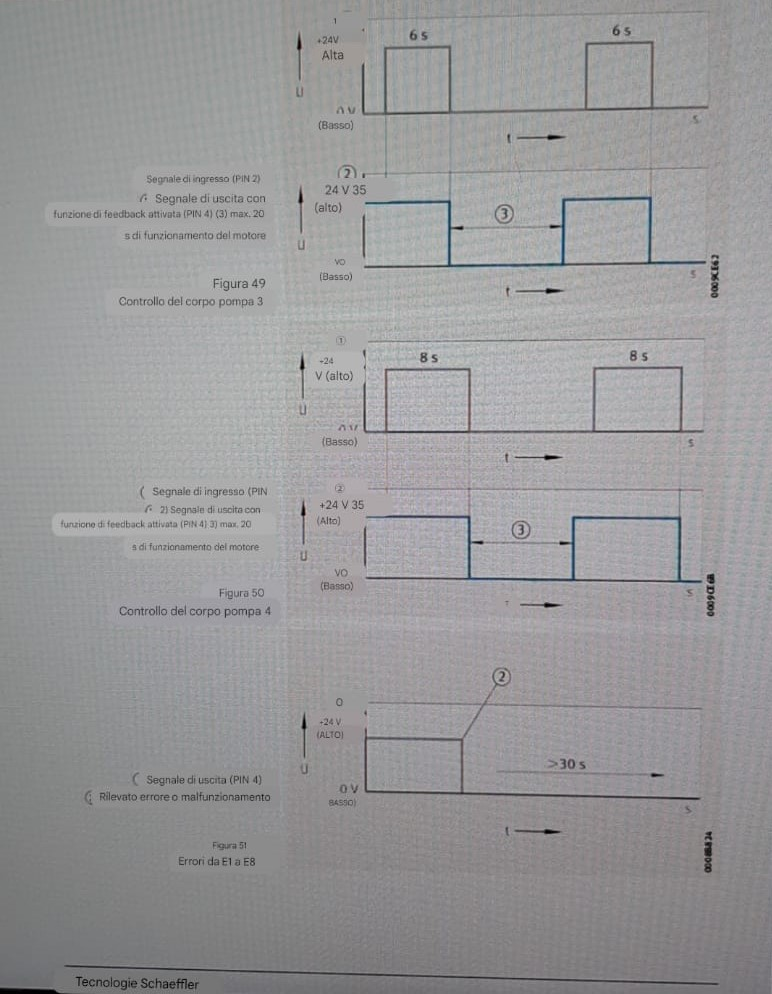 +24V
6 s
6 s
Alta
U
(Basso)
t
s
Segnale di ingresso (PIN 2)
Segnale di uscita con
funzione di feedback attivata (PIN 4) (3) max. 20
s di funzionamento del motore
Figura 49
Controllo del corpo pompa 3
2
24 V 35
(alto)
3
U
VO
(Basso)
t
s
0009CE62
1
+24
V (alto)
8 s
8 s
U
(Basso)
t
s
( Segnale di ingresso (PIN
2) Segnale di uscita con
funzione di feedback attivata (PIN 4) 3) max. 20
s di funzionamento del motore
Figura 50
Controllo del corpo pompa 4
2
+24 V 35
(Alto)
3
U
VO
(Basso)
s
0009CE6B
2
O
+24 V
(ALTO)
U
>30 s
0 V
BASSO)
t
s
( Segnale di uscita (PIN 4)
Rilevato errore o malfunzionamento
Figura 51
Errori da E1 a E8
Tecnologie Schaeffler